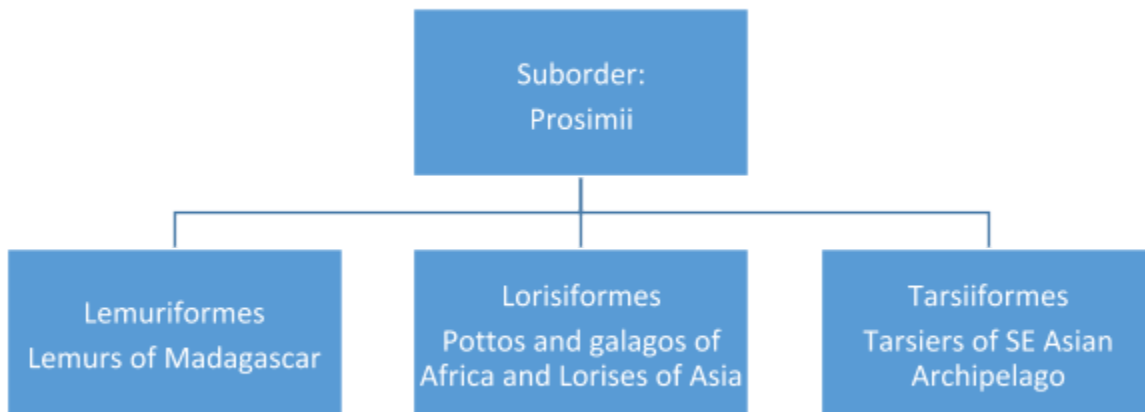 Suborder:
Prosimii
Lemuriformes
Lemurs of Madagascar
Lorisiformes
Pottos and galagos of
Africa and Lorises of Asia
Tarsiiformes
Tarsiers of SE Asian
Archipelago